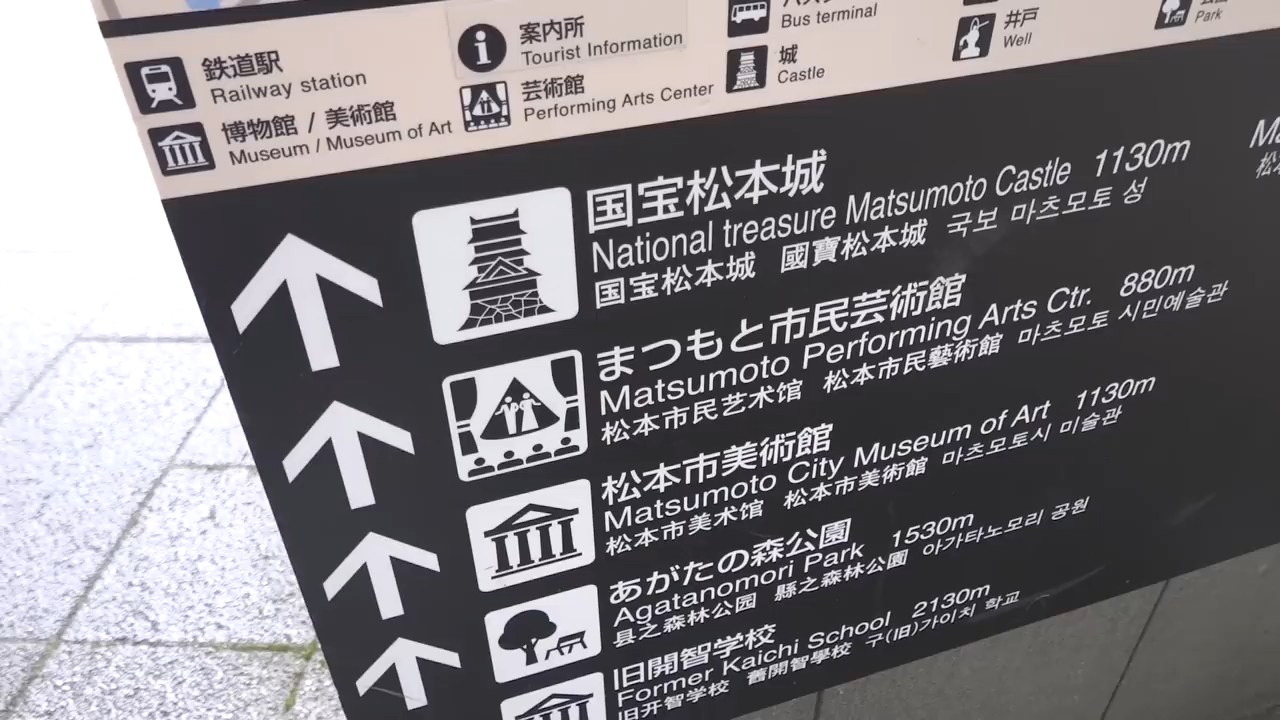 鉄道駅
Railway station
博物館 / 美術館
Museum / Museum of Art
案内所
Tourist Information
芸術館
Performing Arts Center
Bus terminal
城
Castle
井戸
Well
Park
国宝松本城
National treasure Matsumoto Castle 1130m
国宝松本城 國寶松本城 국보 마츠모토 성
まつもと市民芸術館
Matsumoto Performing Arts Ctr. 880m
松本市民艺术馆 松本市民藝術館 마츠모토 시민예술관
松本市美術館
Matsumoto City Museum of Art 1130m
松本市美术馆 松本市美術館 마츠모토시 미술관
あがたの森公園
Agatanomori Park 1530m
县之森林公园 縣之森林公園 아가타노모리 공원
旧開智学校
Former Kaichi School 2130m
旧开智学校 舊開智學校 구(旧)가이치 학교